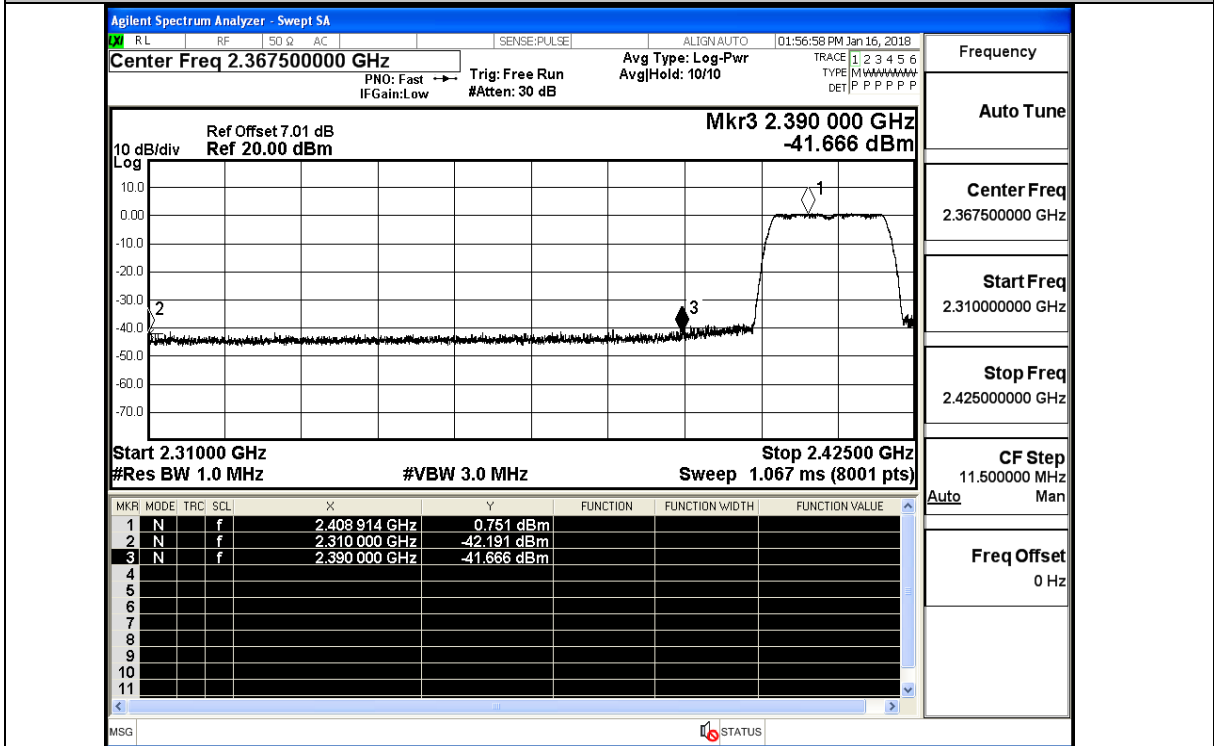 Agilent Spectrum Analyzer - Swept SA
LXI RL RF 50 Ω AC SENSE:PULSE ALIGNAUTO 01:56:58 PM Jan 16, 2018
Center Freq 2.367500000 GHz
PNO: Fast
IFGain:Low
Trig: Free Run
#Atten: 30 dB
Avg Type: Log-Pwr
Avg|Hold: 10/10
TRACE 1 2 3 4 5 6
TYPE M
DET P P P P P P
Ref Offset 7.01 dB
10 dB/div Ref 20.00 dBm
Log
Mkr3 2.390 000 GHz
-41.666 dBm
10.0
0.00
-10.0
-20.0
-30.0
-40.0
-50.0
-60.0
-70.0
1
2
3
Start 2.31000 GHz Stop 2.42500 GHz
#Res BW 1.0 MHz #VBW 3.0 MHz Sweep 1.067 ms (8001 pts)
MKR MODE TRC SCL X Y FUNCTION FUNCTION WIDTH FUNCTION VALUE
1 N f 2.408 914 GHz 0.751 dBm
2 N f 2.310 000 GHz -42.191 dBm
3 N f 2.390 000 GHz -41.666 dBm
4
5
6
7
8
9
10
11
MSG STATUS
Frequency
Auto Tune
Center Freq
2.367500000 GHz
Start Freq
2.310000000 GHz
Stop Freq
2.425000000 GHz
CF Step
11.500000 MHz
Auto Man
Freq Offset
0 Hz